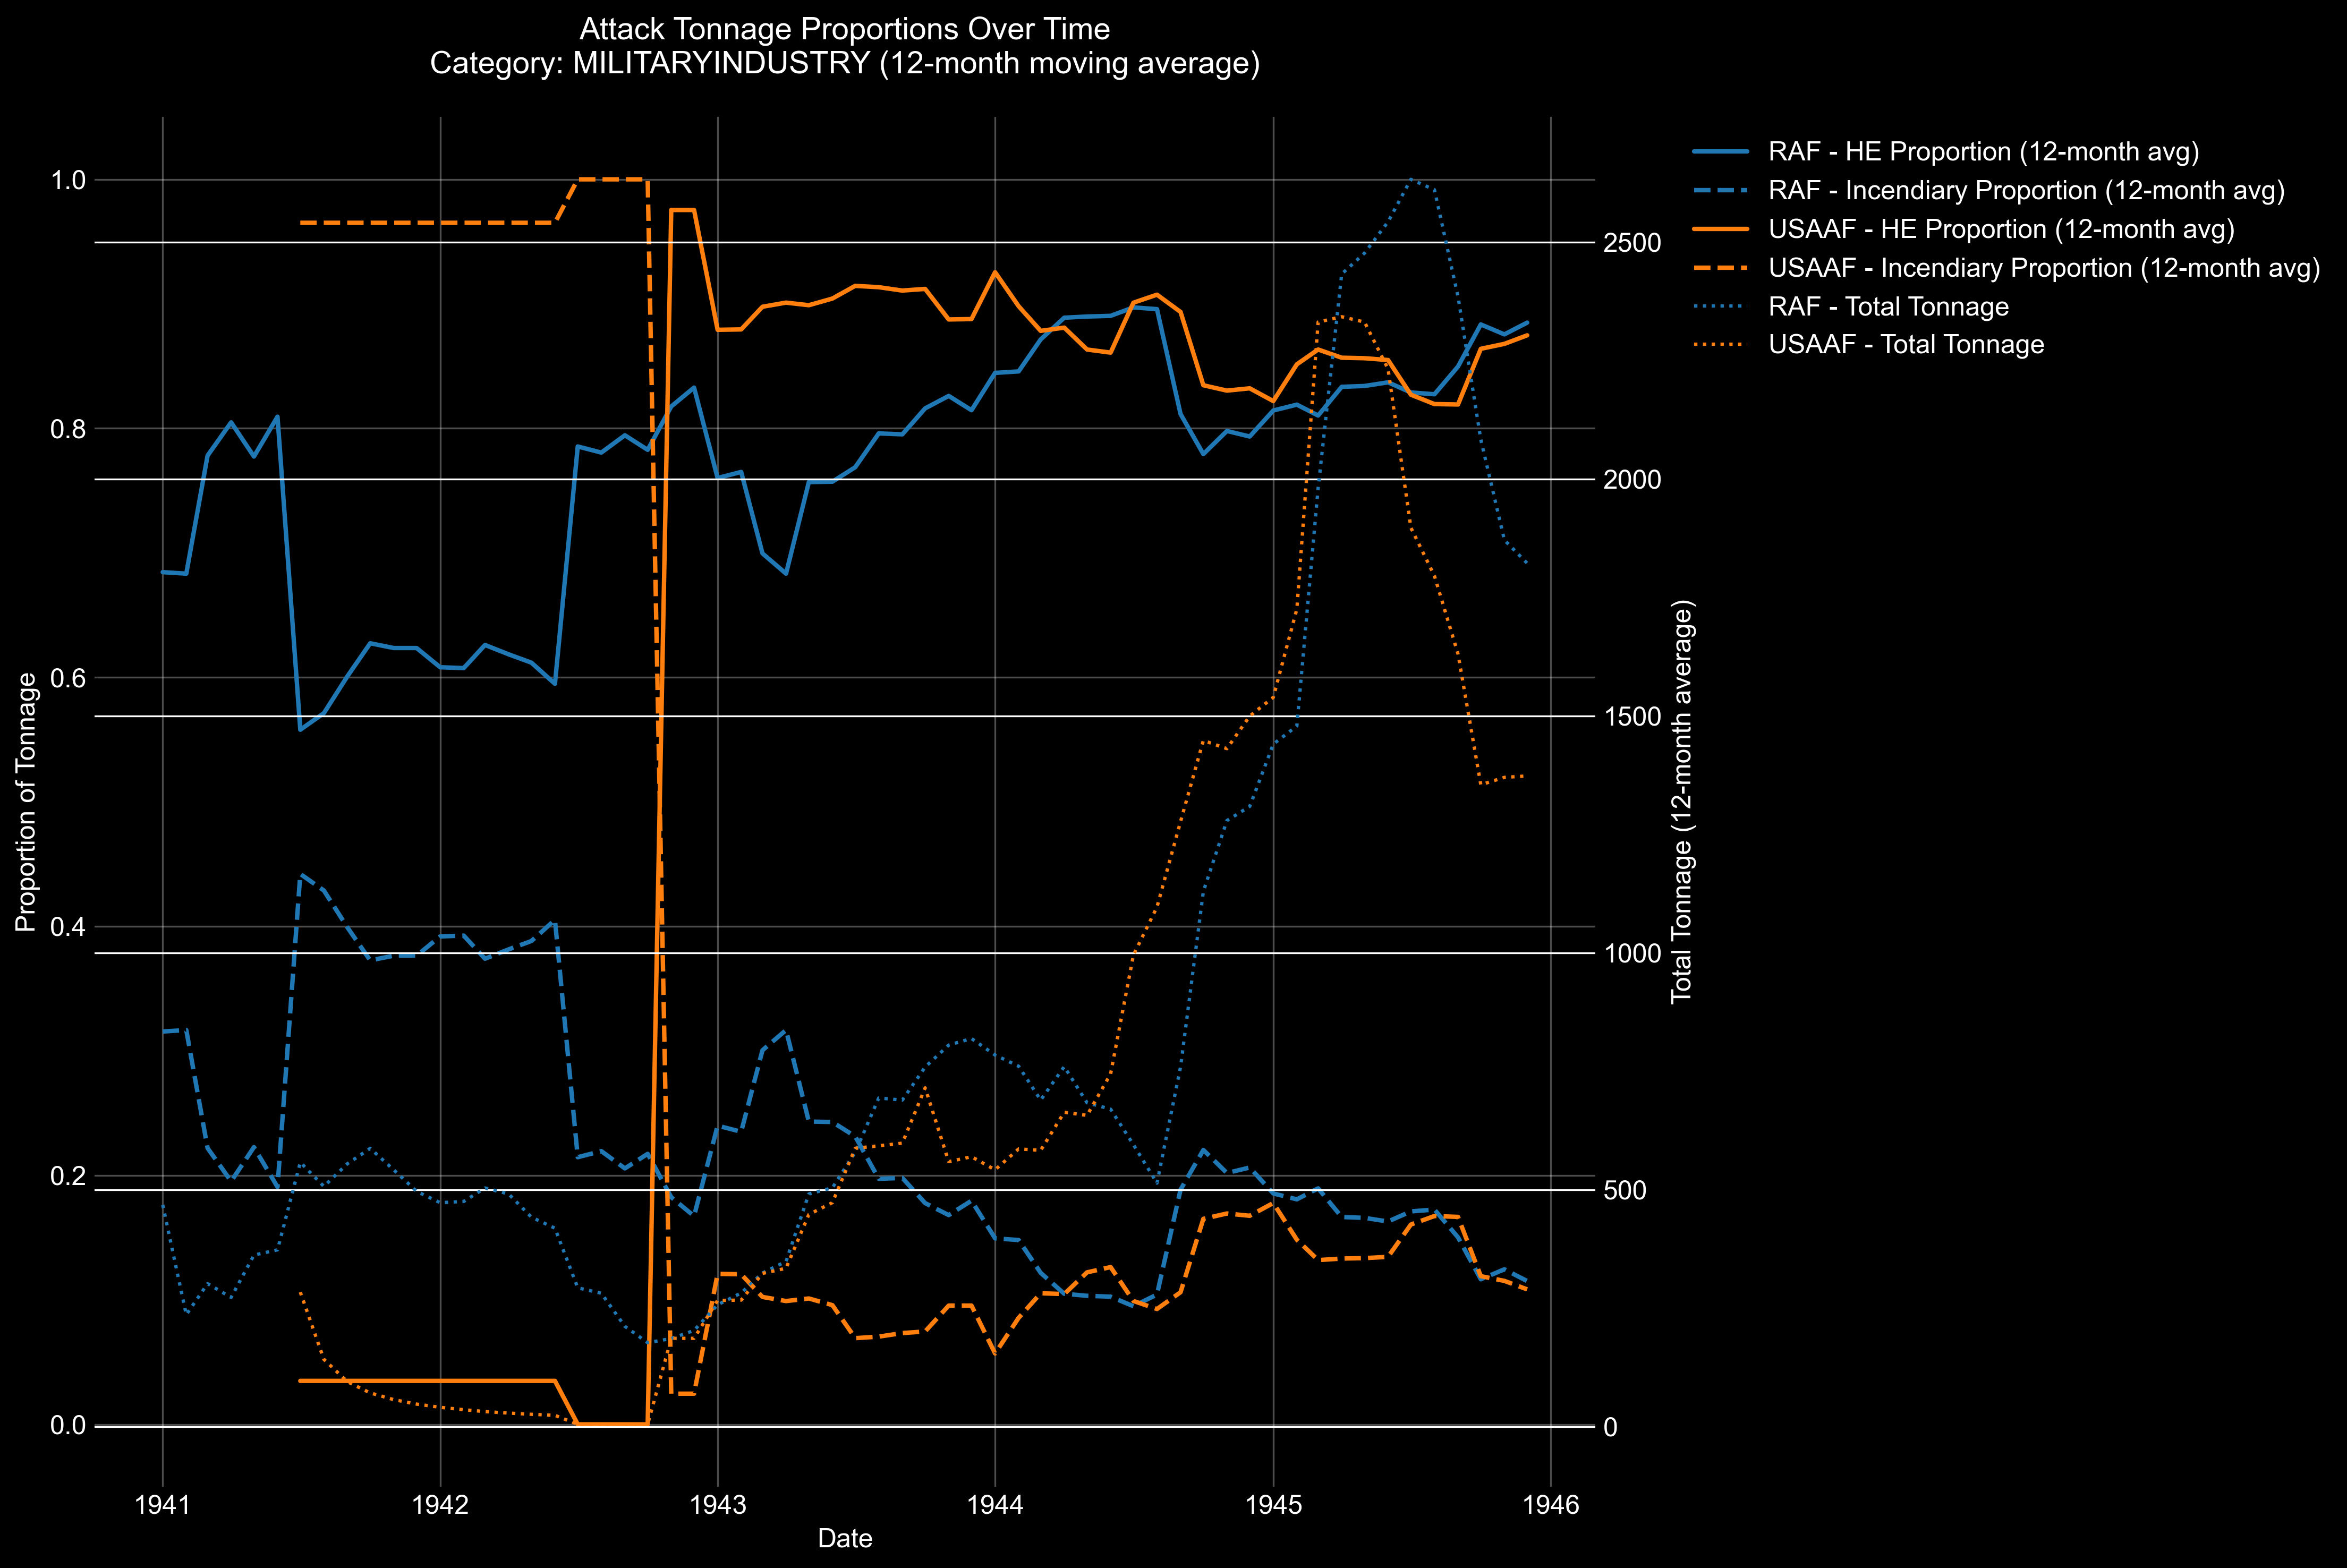 Attack Tonnage Proportions Over Time
Category: MILITARYINDUSTRY (12-month moving average)
RAF - HE Proportion (12-month avg)
RAF - Incendiary Proportion (12-month avg)
USAAF - HE Proportion (12-month avg)
USAAF - Incendiary Proportion (12-month avg)
RAF - Total Tonnage
USAAF - Total Tonnage
Proportion of Tonnage
1.0
0.8
0.6
0.4
0.2
0.0
2500
2000
1500
1000
500
0
Total Tonnage (12-month average)
1941
1942
1943
1944
1945
1946
Date